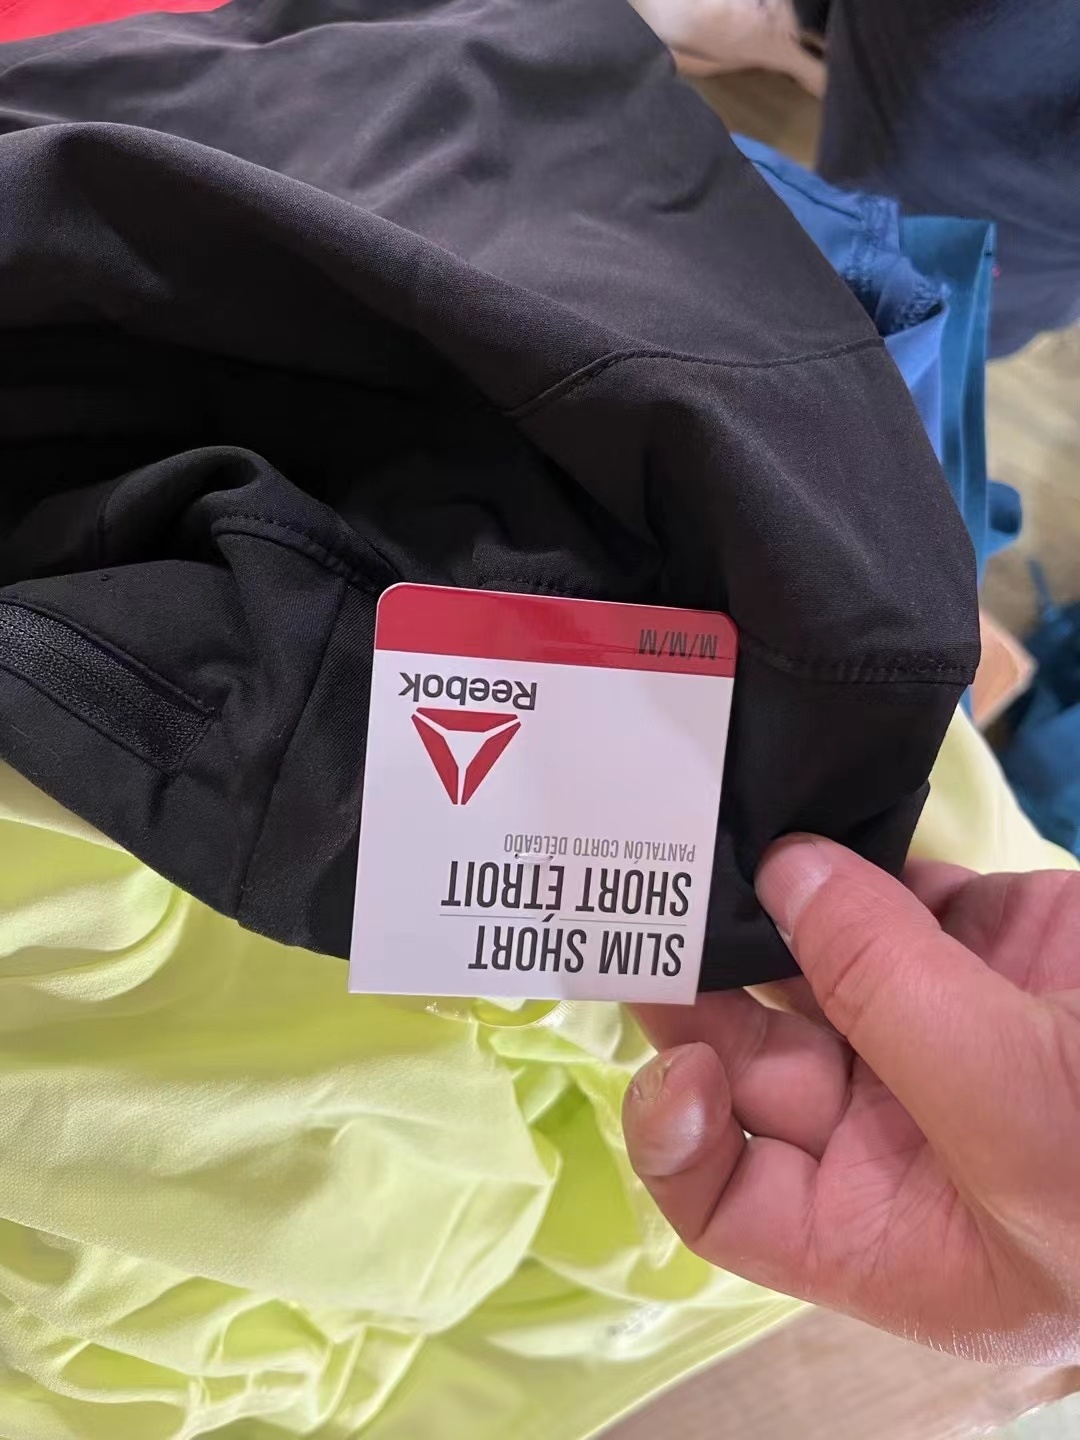 SLIM SHORT
SHORT ÉTROIT
PANTALÓN CORTO DELGADO
Reebok
M/M/M